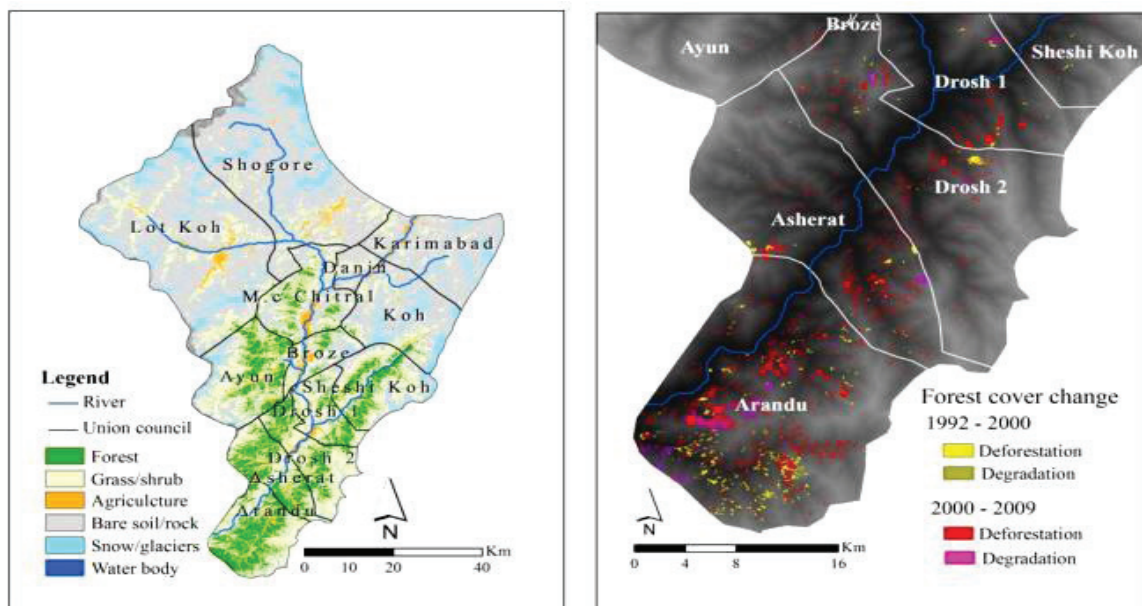 Shogore
Lot Koh
Karimabad
Danin
M.c Chitral
Koh
Broze
Ayun
Sheshi Koh
Drosh 1
Drosh 2
Asherat
Arandu
Legend
River
Union council
Forest
Grass/shrub
Agriculcture
Bare soil/rock
Snow/glaciers
Water body
N
Km
0 10 20 40
Broze
Ayun
Sheshi Koh
Drosh 1
Drosh 2
Asherat
Arandu
Forest cover change
1992 - 2000
Deforestation
Degradation
2000 - 2009
Deforestation
Degradation
N
Km
0 4 8 16